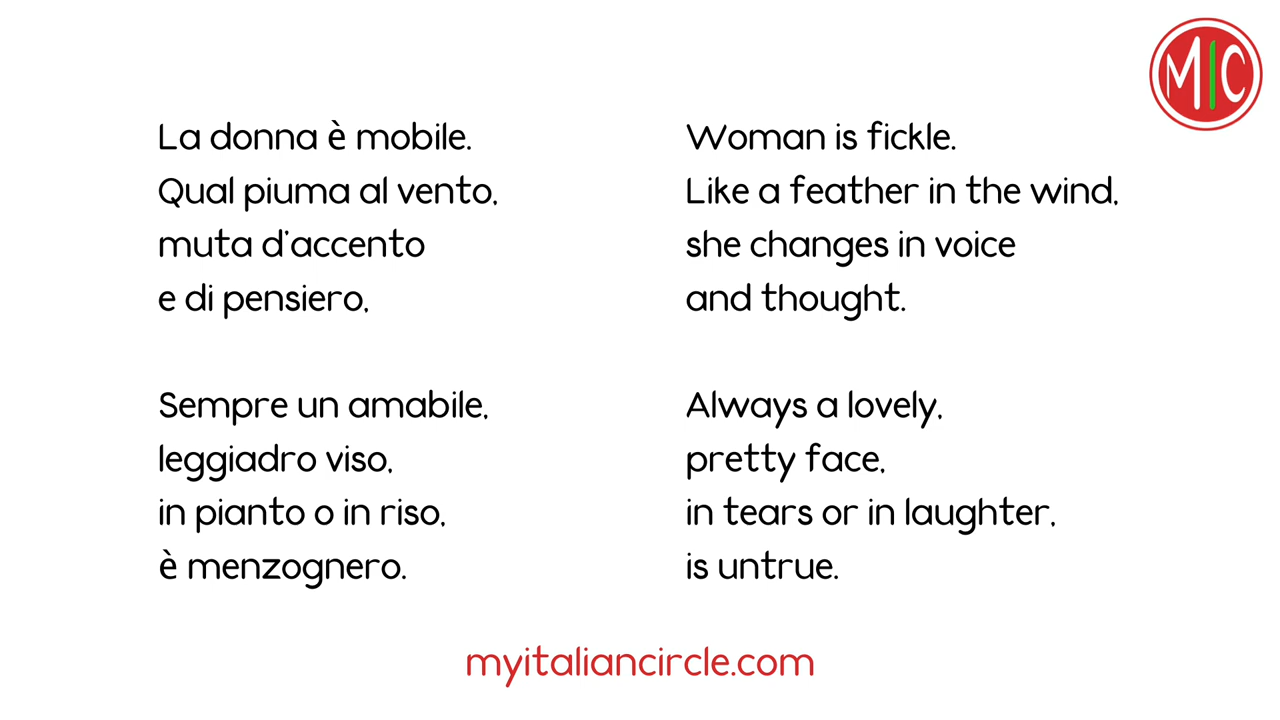 MIC
La donna è mobile.
Qual piuma al vento,
muta d'accento
e di pensiero,
Sempre un amabile,
leggiadro viso,
in pianto o in riso,
è menzognero.
Woman is fickle.
Like a feather in the wind,
she changes in voice
and thought.
Always a lovely,
pretty face,
in tears or in laughter,
is untrue.
myitaliancircle.com